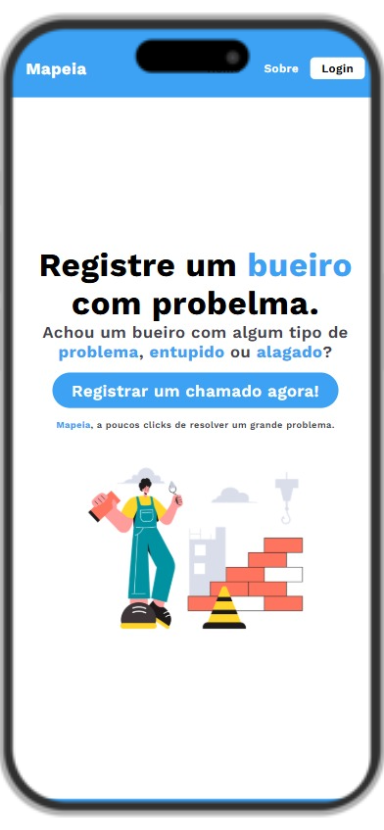 Mapeia
Sobre
Login
Registre um bueiro
com probelma.
Achou um bueiro com algum tipo de
problema, entupido ou alagado?
Registrar um chamado agora!
Mapeia, a poucos clicks de resolver um grande problema.